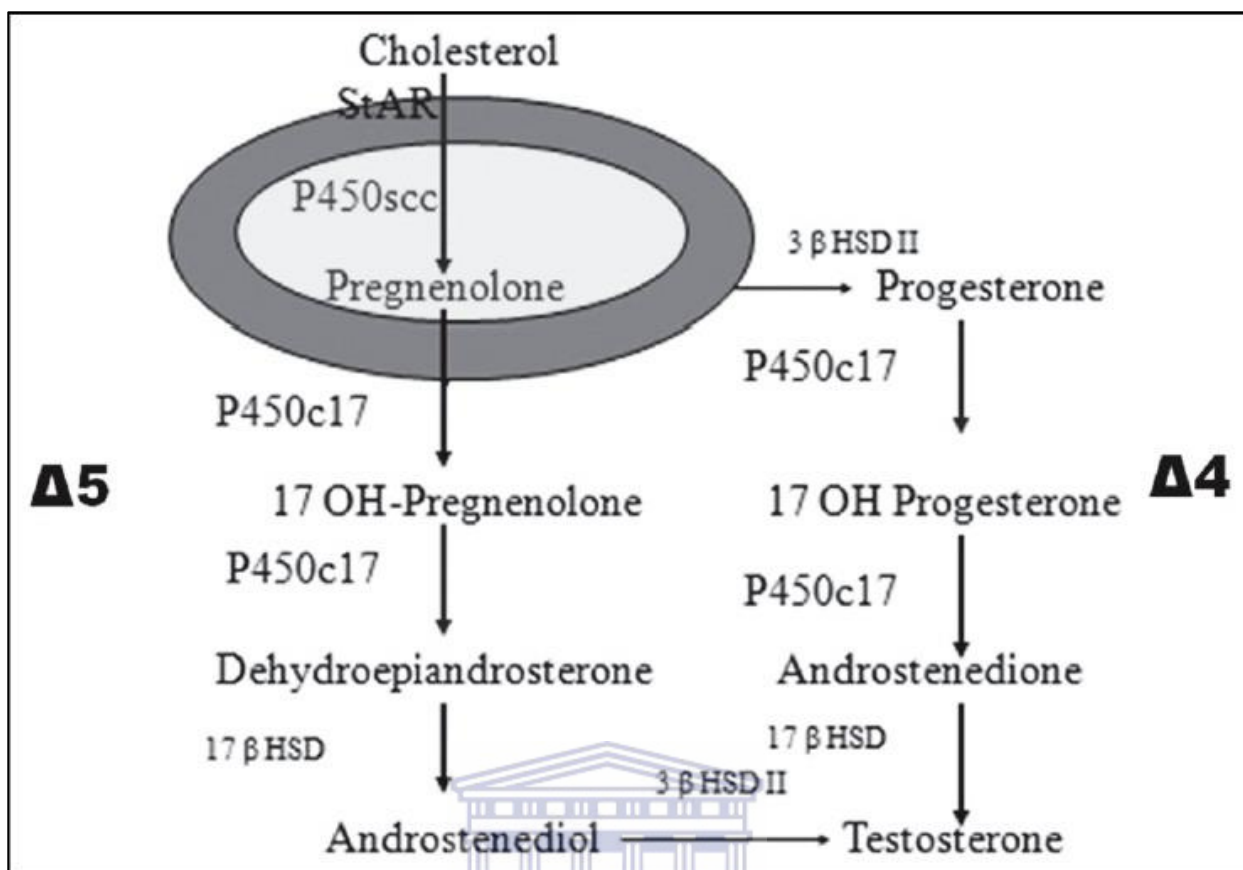 Cholesterol
StAR
P450scc
3 β HSD II
Pregnenolone
Progesterone
P450c17
P450c17
Δ5
Δ4
17 OH-Pregnenolone
17 OH Progesterone
P450c17
P450c17
Dehydroepiandrosterone
Androstenedione
17 β HSD
17 β HSD
3 β HSD II
Androstenediol
Testosterone